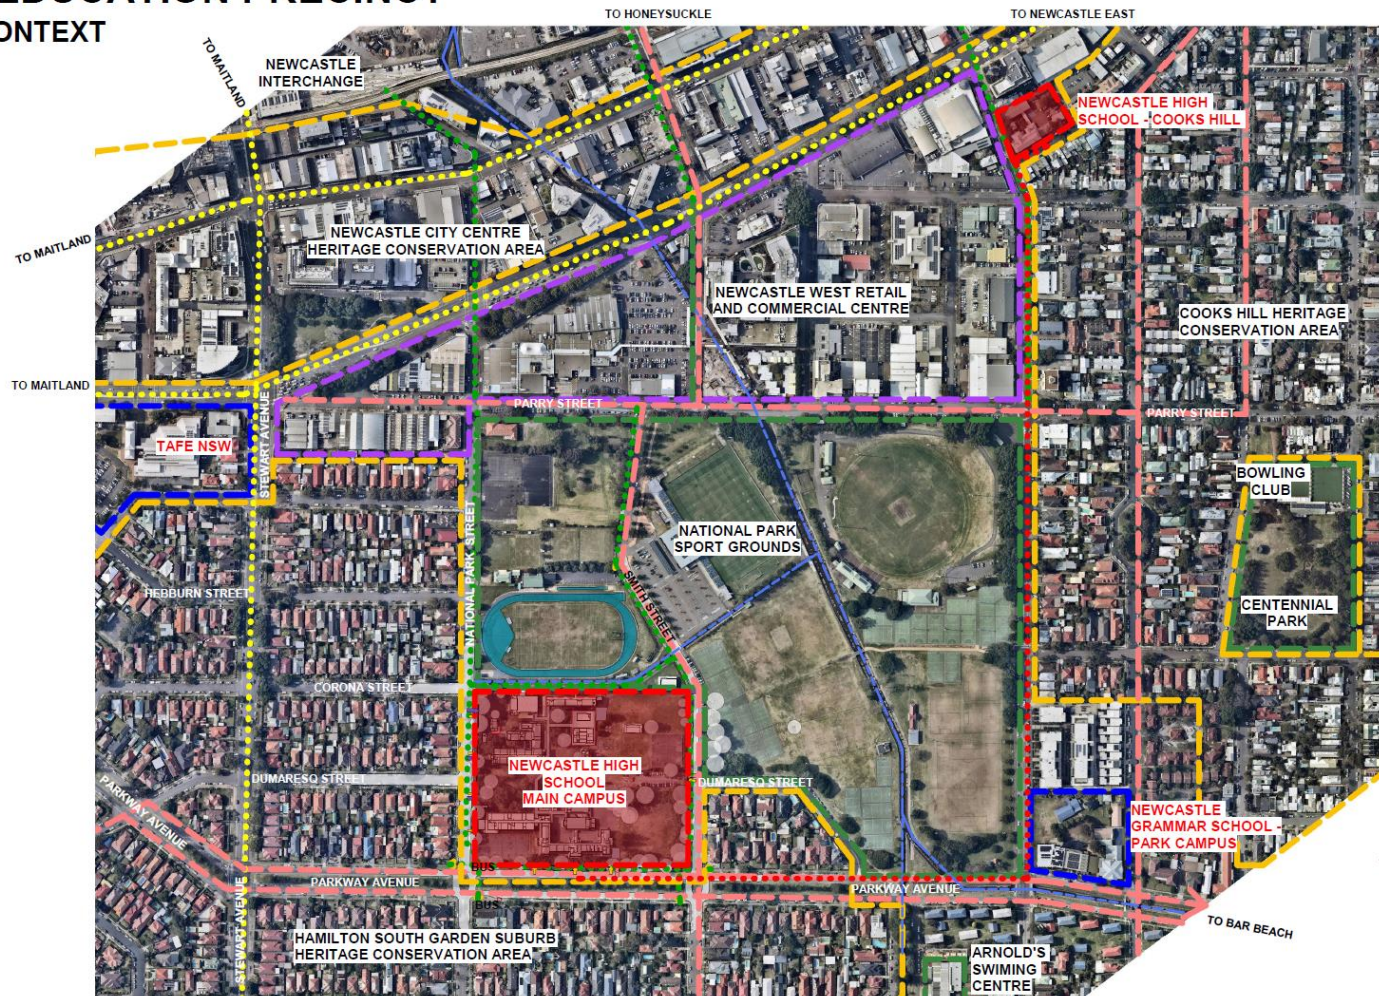 EDUCATION PRECINCT
ONTEXT
TO HONEYSUCKLE
TO NEWCASTLE EAST
TO MAITLAND
NEWCASTLE
INTERCHANGE
NEWCASTLE HIGH
SCHOOL - COOKS HILL
NEWCASTLE CITY CENTRE
HERITAGE CONSERVATION AREA
TO MAITLAND
NEWCASTLE WEST RETAIL
AND COMMERCIAL CENTRE
COOKS HILL HERITAGE
CONSERVATION AREA
TO MAITLAND
STEWART AVENUE
PARRY STREET
PARRY STREET
TAFE NSW
BOWLING
CLUB
NATIONAL PARK STREET
NATIONAL PARK
SPORT GROUNDS
SMITH STREET
HEBBURN STREET
CENTENNIAL
PARK
CORONA STREET
NEWCASTLE HIGH
SCHOOL
MAIN CAMPUS
DUMARESQ STREET
DUMARESQ STREET
PARKWAY AVENUE
NEWCASTLE
GRAMMAR SCHOOL -
PARK CAMPUS
BUS
PARKWAY AVENUE
PARKWAY AVENUE
BUS
STEWART AVENUE
TO BAR BEACH
HAMILTON SOUTH GARDEN SUBURB
HERITAGE CONSERVATION AREA
ARNOLD'S
SWIMING
CENTRE